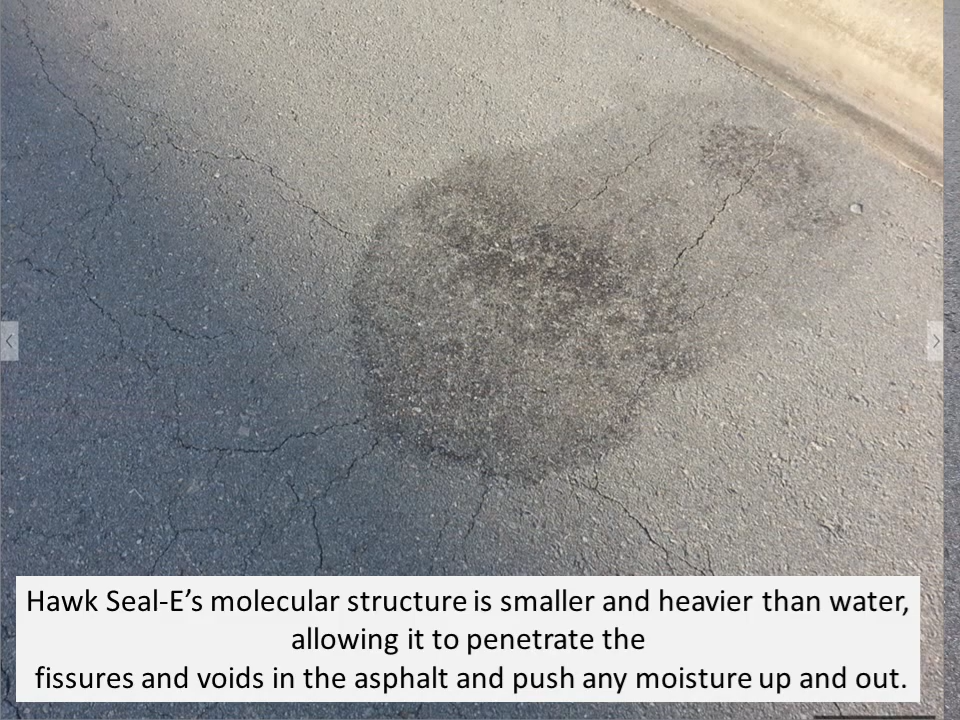 Hawk Seal-E’s molecular structure is smaller and heavier than water,
allowing it to penetrate the
fissures and voids in the asphalt and push any moisture up and out.